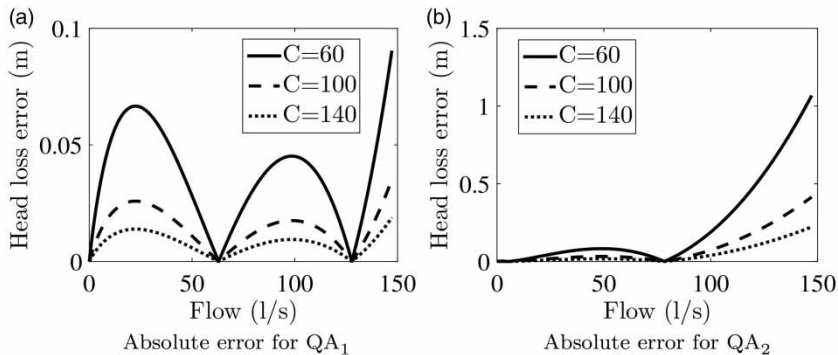 (a)
Head loss error (m)
0.1
0.05
0
C=60
C=100
C=140
0 50 100 150
Flow (l/s)
Absolute error for QA₁
(b)
Head loss error (m)
1.5
1
0.5
0
C=60
C=100
C=140
0 50 100 150
Flow (l/s)
Absolute error for QA₂